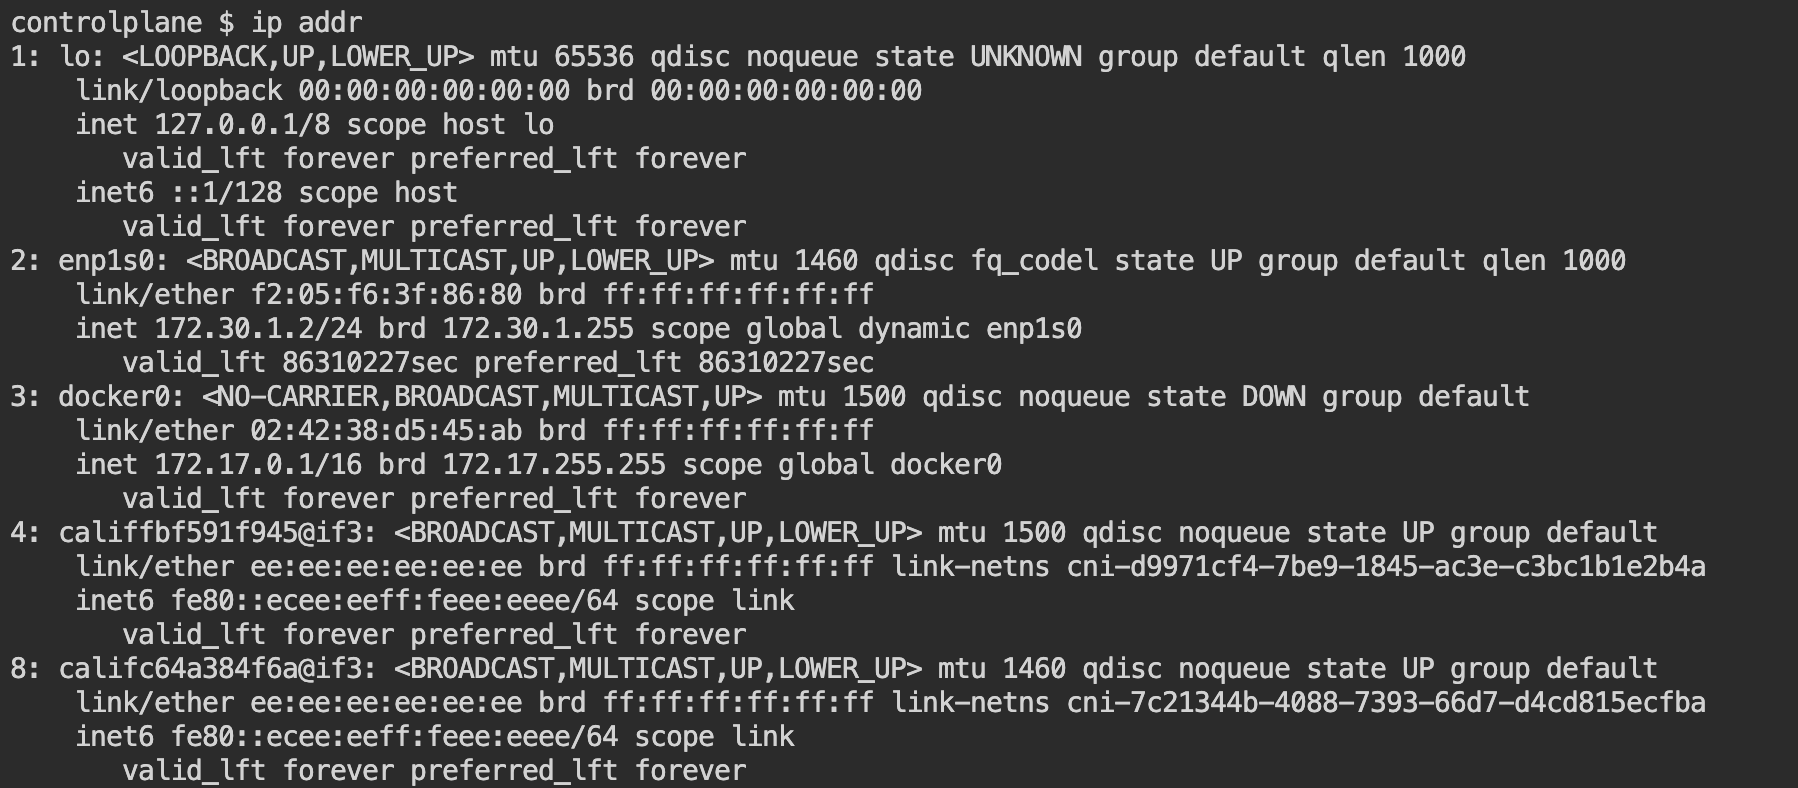 controlplane $ ip addr
1: lo: <LOOPBACK,UP,LOWER_UP> mtu 65536 qdisc noqueue state UNKNOWN group default qlen 1000
    link/loopback 00:00:00:00:00:00 brd 00:00:00:00:00:00
    inet 127.0.0.1/8 scope host lo
       valid_lft forever preferred_lft forever
    inet6 ::1/128 scope host
       valid_lft forever preferred_lft forever
2: enp1s0: <BROADCAST,MULTICAST,UP,LOWER_UP> mtu 1460 qdisc fq_codel state UP group default qlen 1000
    link/ether f2:05:f6:3f:86:80 brd ff:ff:ff:ff:ff:ff
    inet 172.30.1.2/24 brd 172.30.1.255 scope global dynamic enp1s0
       valid_lft 86310227sec preferred_lft 86310227sec
3: docker0: <NO-CARRIER,BROADCAST,MULTICAST,UP> mtu 1500 qdisc noqueue state DOWN group default
    link/ether 02:42:38:d5:45:ab brd ff:ff:ff:ff:ff:ff
    inet 172.17.0.1/16 brd 172.17.255.255 scope global docker0
       valid_lft forever preferred_lft forever
4: califfbf591f945@if3: <BROADCAST,MULTICAST,UP,LOWER_UP> mtu 1500 qdisc noqueue state UP group default
    link/ether ee:ee:ee:ee:ee:ee brd ff:ff:ff:ff:ff:ff link-netns cni-d9971cf4-7be9-1845-ac3e-c3bc1b1e2b4a
    inet6 fe80::ecee:eeff:feee:eeee/64 scope link
       valid_lft forever preferred_lft forever
8: califc64a384f6a@if3: <BROADCAST,MULTICAST,UP,LOWER_UP> mtu 1460 qdisc noqueue state UP group default
    link/ether ee:ee:ee:ee:ee:ee brd ff:ff:ff:ff:ff:ff link-netns cni-7c21344b-4088-7393-66d7-d4cd815ecfba
    inet6 fe80::ecee:eeff:feee:eeee/64 scope link
       valid_lft forever preferred_lft forever